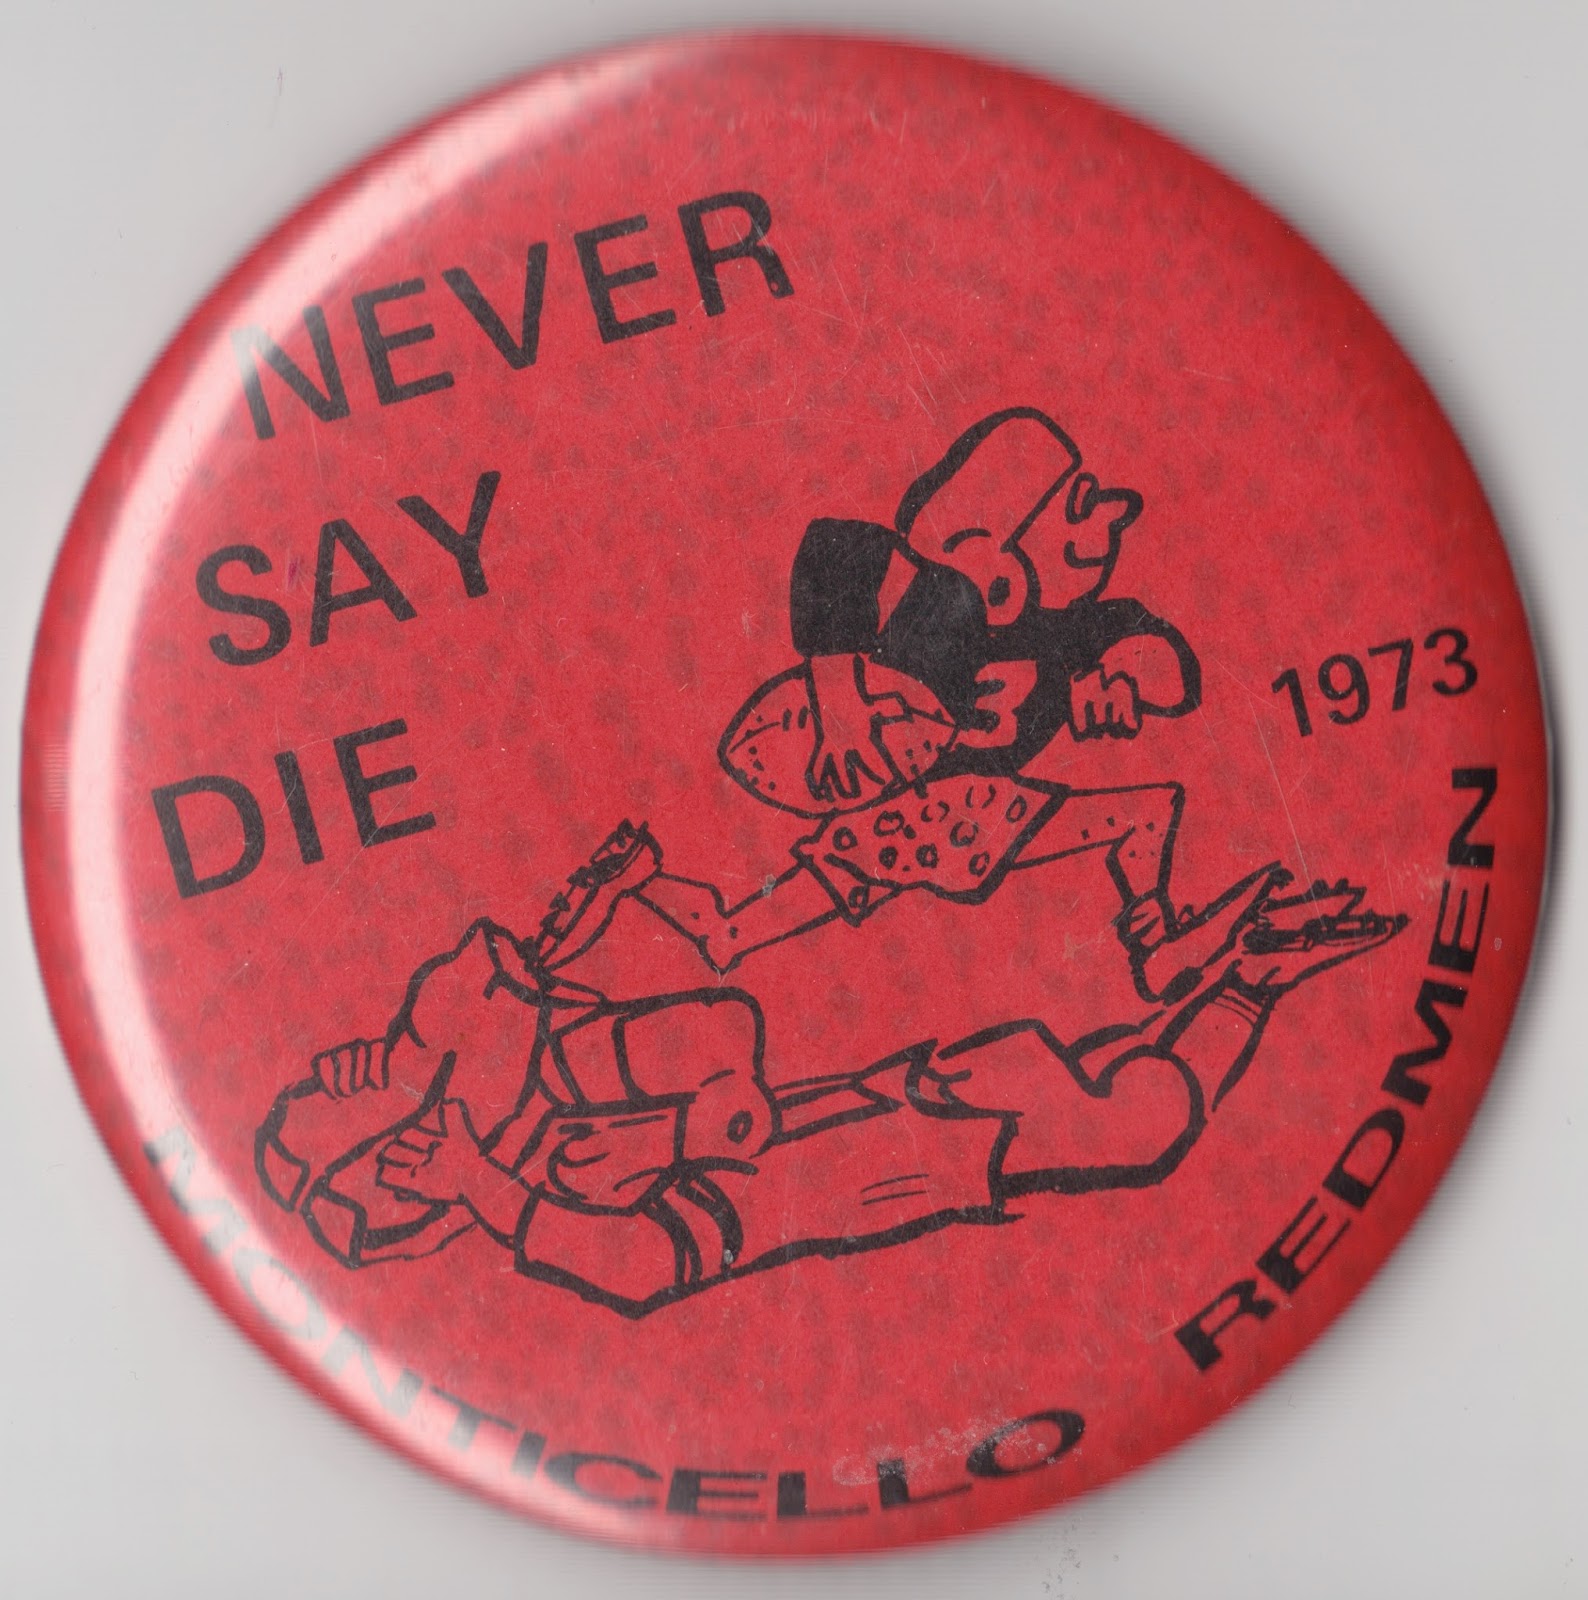 NEVER
SAY
DIE
1973
MONTICELLO REDMEN